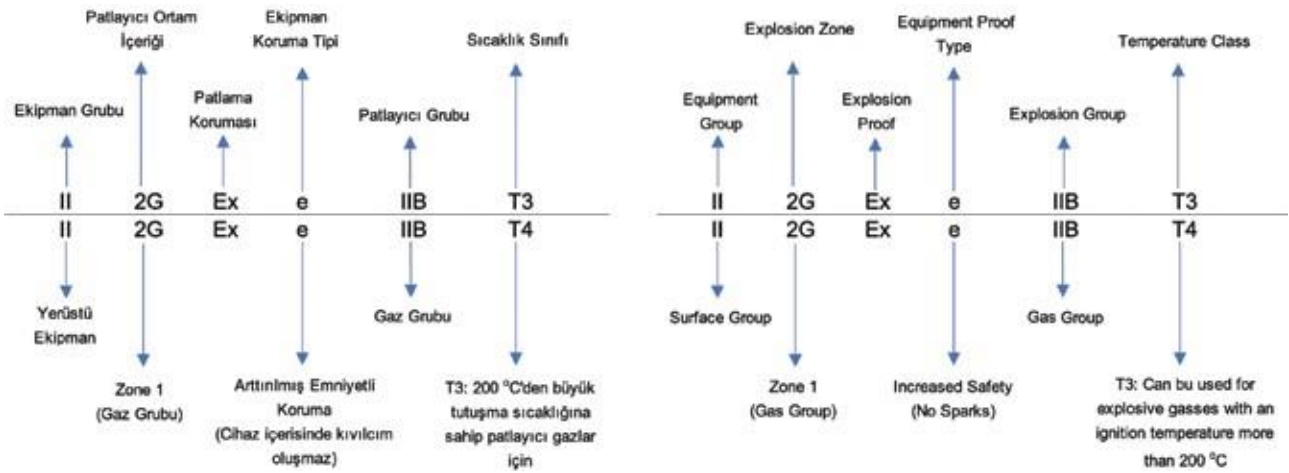 Patlayıcı Ortam
İçeriği
Ekipman
Koruma Tipi
Sıcaklık Sınıfı
Ekipman Grubu
Patlama
Koruması
Patlayıcı Grubu
II 2G Ex e IIB T3
II 2G Ex e IIB T4
Yerüstü
Ekipman
Gaz Grubu
Zone 1
(Gaz Grubu)
Arttırılmış Emniyetli
Koruma
(Cihaz içerisinde kıvılcım
oluşmaz)
T3: 200 °C'den büyük
tutuşma sıcaklığına
sahip patlayıcı gazlar
için
Explosion Zone
Equipment Proof
Type
Temperature Class
Equipment
Group
Explosion
Proof
Explosion Group
II 2G Ex e IIB T3
II 2G Ex e IIB T4
Surface Group
Gas Group
Zone 1
(Gas Group)
Increased Safety
(No Sparks)
T3: Can bu used for
explosive gasses with an
ignition temperature more
than 200 °C